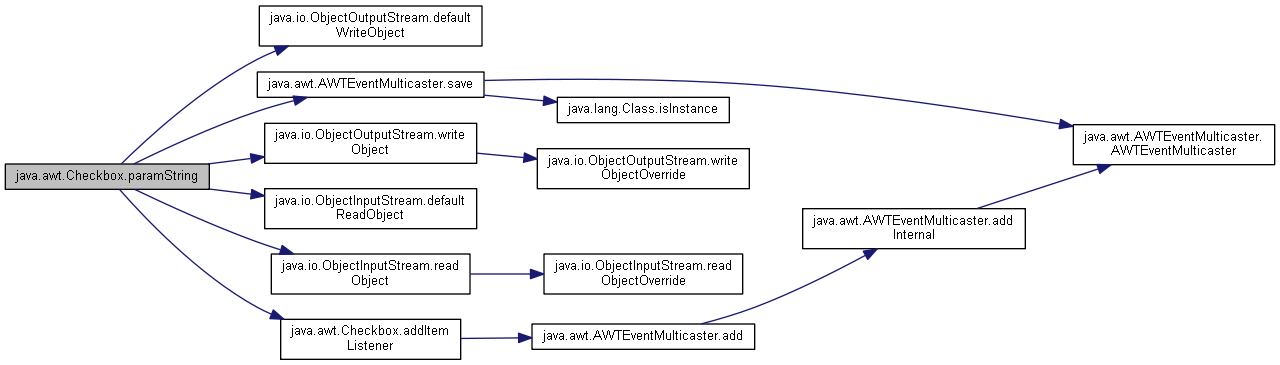 java.awt.Checkbox.paramString
java.io.ObjectOutputStream.default
WriteObject
java.awt.AWTEventMulticaster.save
java.io.ObjectOutputStream.write
Object
java.io.ObjectInputStream.default
ReadObject
java.io.ObjectInputStream.read
Object
java.awt.Checkbox.addItem
Listener
java.lang.Class.isInstance
java.io.ObjectOutputStream.write
ObjectOverride
java.io.ObjectInputStream.read
ObjectOverride
java.awt.AWTEventMulticaster.add
java.awt.AWTEventMulticaster.add
Internal
java.awt.AWTEventMulticaster.
AWTEventMulticaster